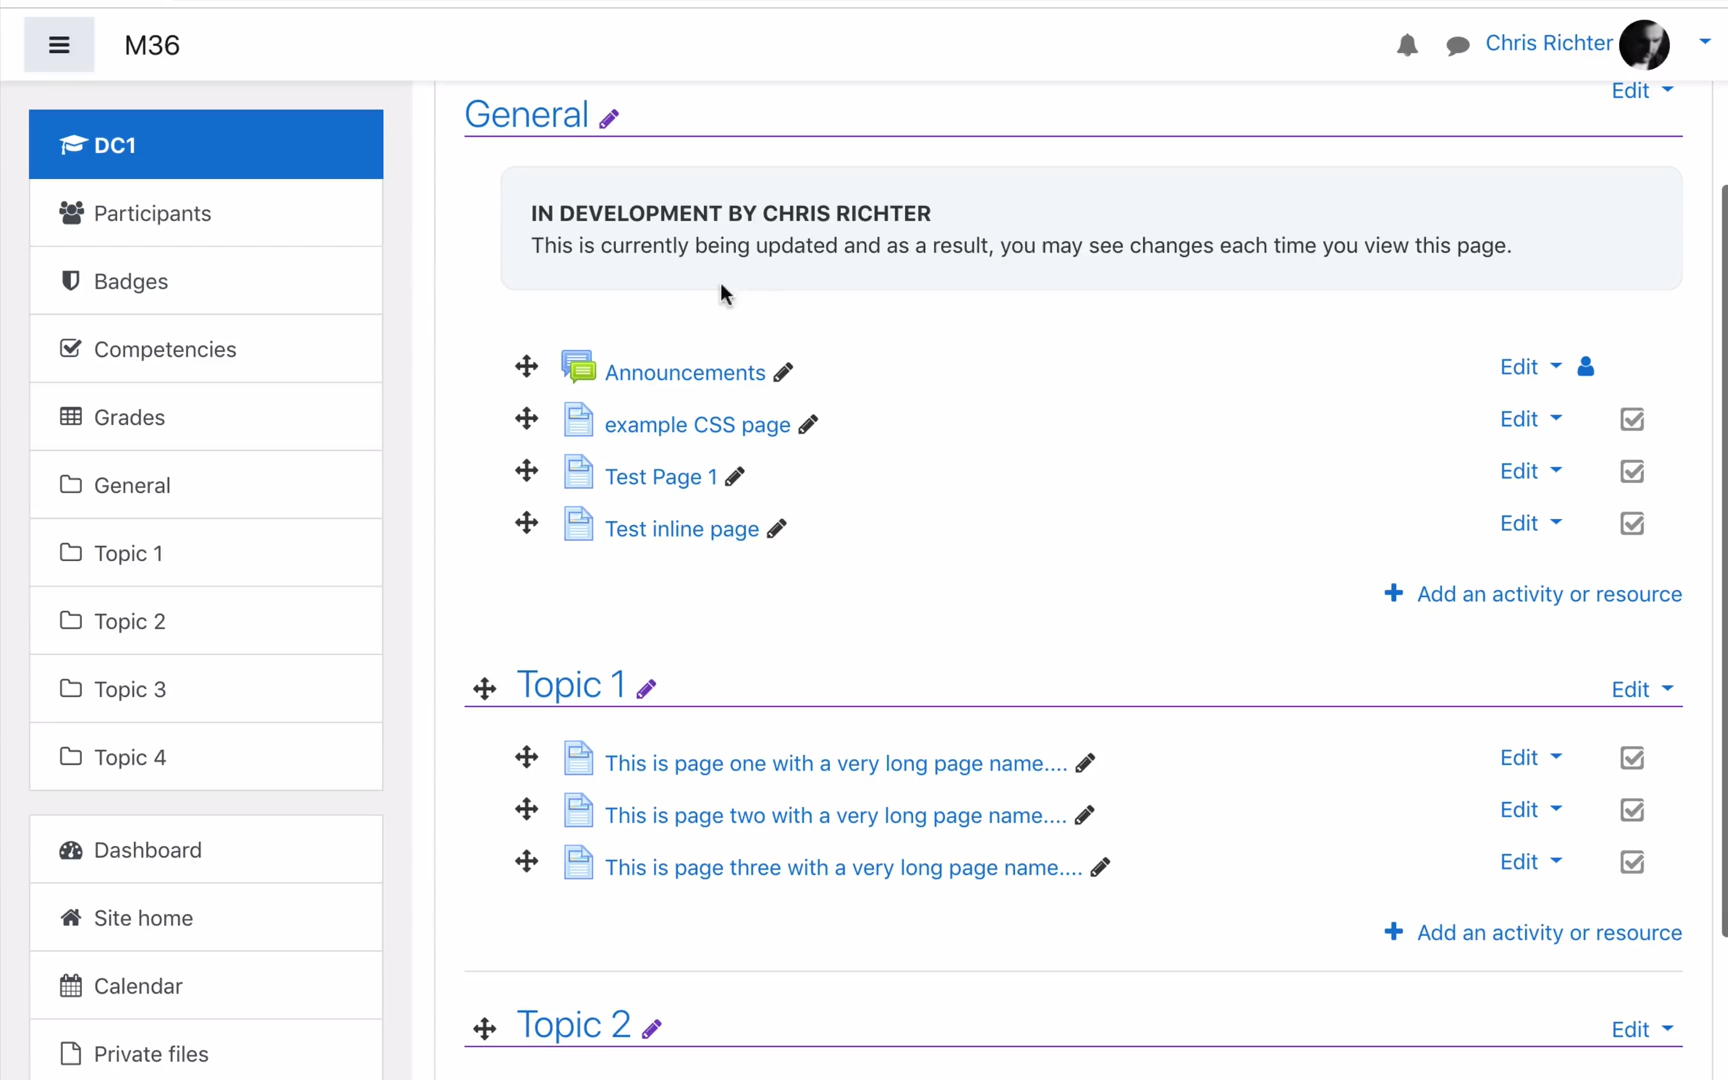 M36
Chris Richter
DC1
Participants
Badges
Competencies
Grades
General
Topic 1
Topic 2
Topic 3
Topic 4
Dashboard
Site home
Calendar
Private files
Edit
General
IN DEVELOPMENT BY CHRIS RICHTER
This is currently being updated and as a result, you may see changes each time you view this page.
Announcements Edit
example CSS page Edit
Test Page 1 Edit
Test inline page Edit
Add an activity or resource
Topic 1 Edit
This is page one with a very long page name.... Edit
This is page two with a very long page name.... Edit
This is page three with a very long page name.... Edit
Add an activity or resource
Topic 2 Edit